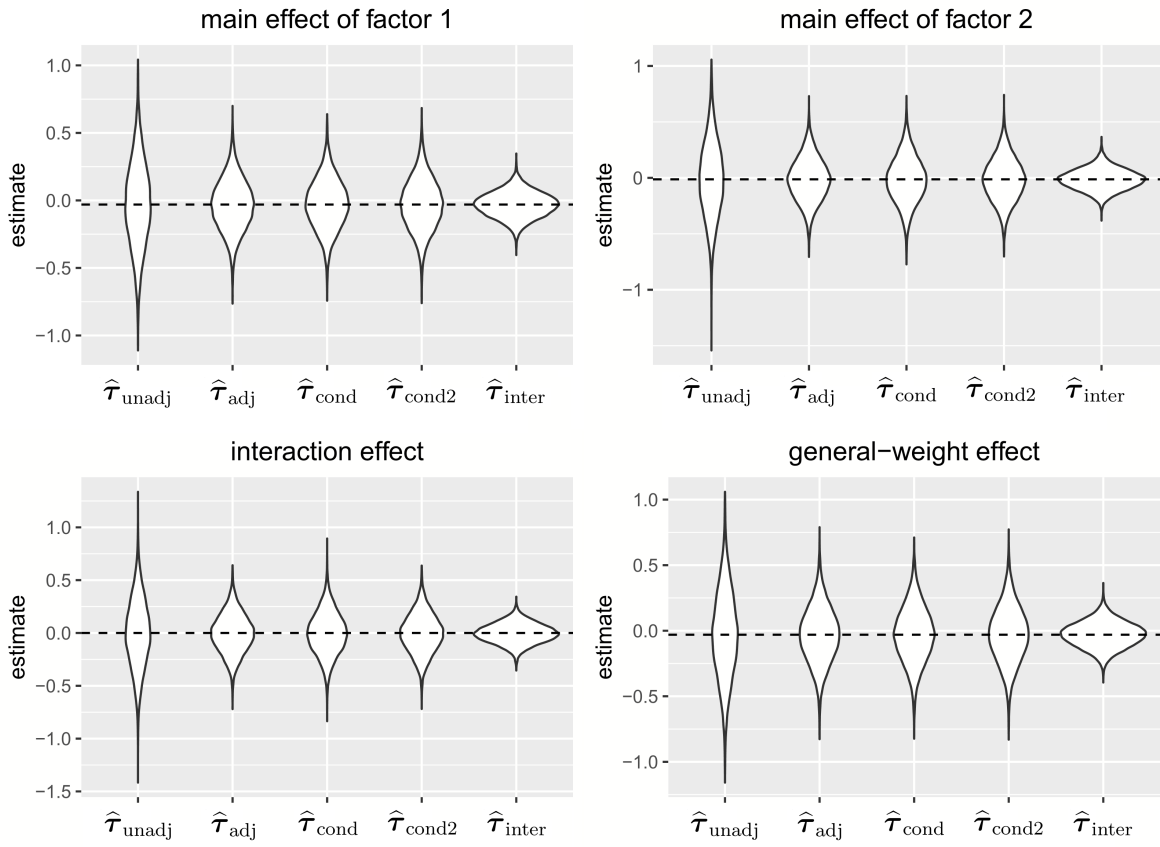 main effect of factor 1
estimate
1.0
0.5
0.0
−0.5
−1.0
τ̂unadj τ̂adj τ̂cond τ̂cond2 τ̂inter
main effect of factor 2
estimate
1
0
−1
τ̂unadj τ̂adj τ̂cond τ̂cond2 τ̂inter
interaction effect
estimate
1.0
0.5
0.0
−0.5
−1.0
−1.5
τ̂unadj τ̂adj τ̂cond τ̂cond2 τ̂inter
general−weight effect
estimate
1.0
0.5
0.0
−0.5
−1.0
τ̂unadj τ̂adj τ̂cond τ̂cond2 τ̂inter